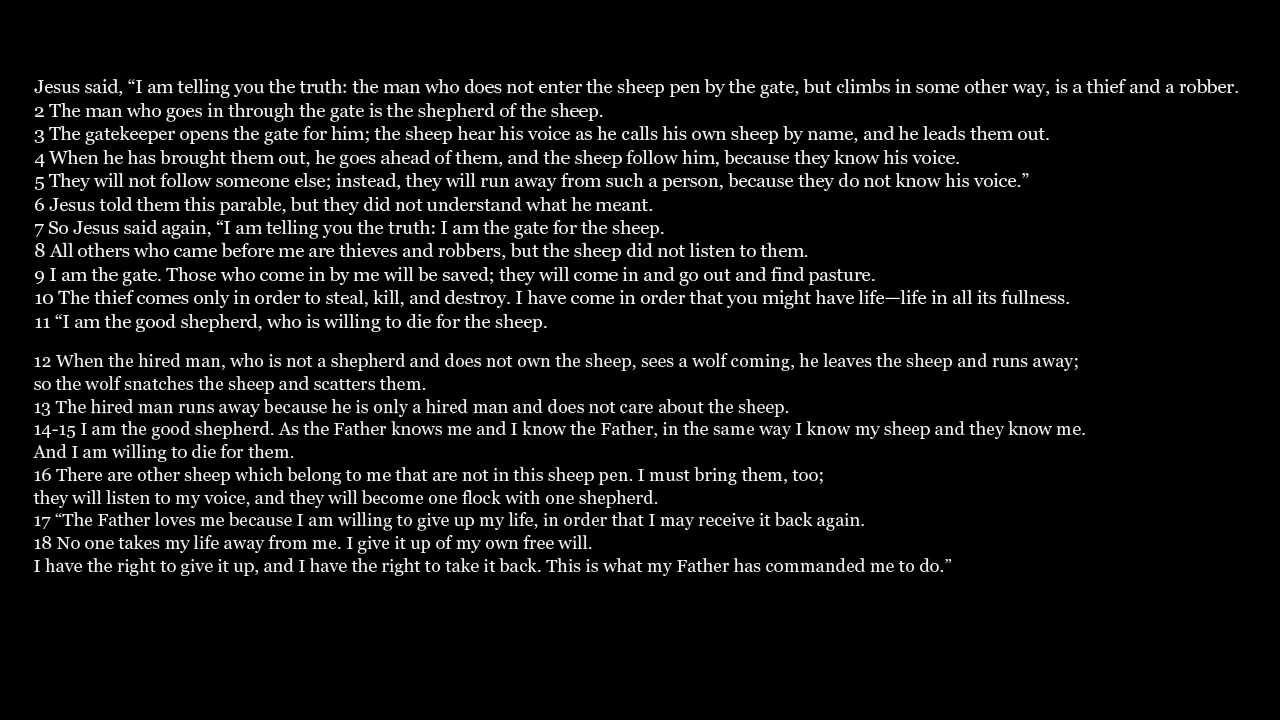 Jesus said, “I am telling you the truth: the man who does not enter the sheep pen by the gate, but climbs in some other way, is a thief and a robber.
2 The man who goes in through the gate is the shepherd of the sheep.
3 The gatekeeper opens the gate for him; the sheep hear his voice as he calls his own sheep by name, and he leads them out.
4 When he has brought them out, he goes ahead of them, and the sheep follow him, because they know his voice.
5 They will not follow someone else; instead, they will run away from such a person, because they do not know his voice.”
6 Jesus told them this parable, but they did not understand what he meant.
7 So Jesus said again, “I am telling you the truth: I am the gate for the sheep.
8 All others who came before me are thieves and robbers, but the sheep did not listen to them.
9 I am the gate. Those who come in by me will be saved; they will come in and go out and find pasture.
10 The thief comes only in order to steal, kill, and destroy. I have come in order that you might have life—life in all its fullness.
11 “I am the good shepherd, who is willing to die for the sheep.
12 When the hired man, who is not a shepherd and does not own the sheep, sees a wolf coming, he leaves the sheep and runs away;
so the wolf snatches the sheep and scatters them.
13 The hired man runs away because he is only a hired man and does not care about the sheep.
14-15 I am the good shepherd. As the Father knows me and I know the Father, in the same way I know my sheep and they know me.
And I am willing to die for them.
16 There are other sheep which belong to me that are not in this sheep pen. I must bring them, too;
they will listen to my voice, and they will become one flock with one shepherd.
17 “The Father loves me because I am willing to give up my life, in order that I may receive it back again.
18 No one takes my life away from me. I give it up of my own free will.
I have the right to give it up, and I have the right to take it back. This is what my Father has commanded me to do.”